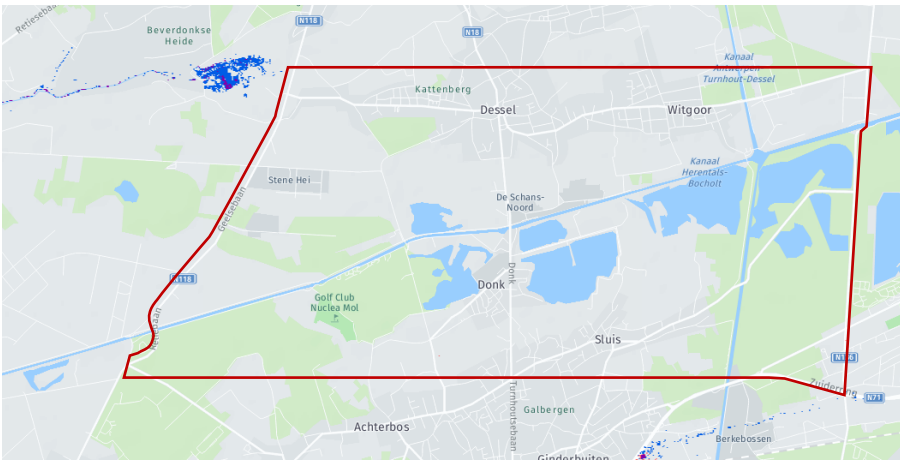 Retiesebaan
N118
N18
Beverdonkse
Heide
Kanaal
Antwerpen-
Turnhout-Dessel
Kattenberg
Dessel
Witgoor
Kanaal
Herentals-
Bocholt
Stene Hei
De Schans-
Noord
Geelsebaan
N118
Donk
Donk
Golf Club
Nuclea Mol
Retiebaan
Sluis
Zuiderring
N71
Turnhoutsebaan
Galbergen
Achterbos
Berkebossen
Ginderbuiten